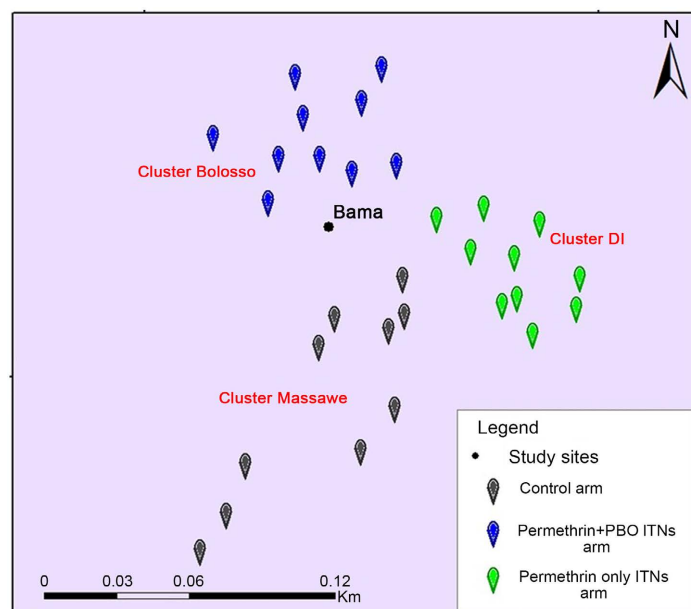 N
Cluster Bolosso
Bama
Cluster DI
Cluster Massawe
Legend
Study sites
Control arm
Permethrin+PBO ITNs
arm
Permethrin only ITNs
arm
0 0.03 0.06 0.12
Km